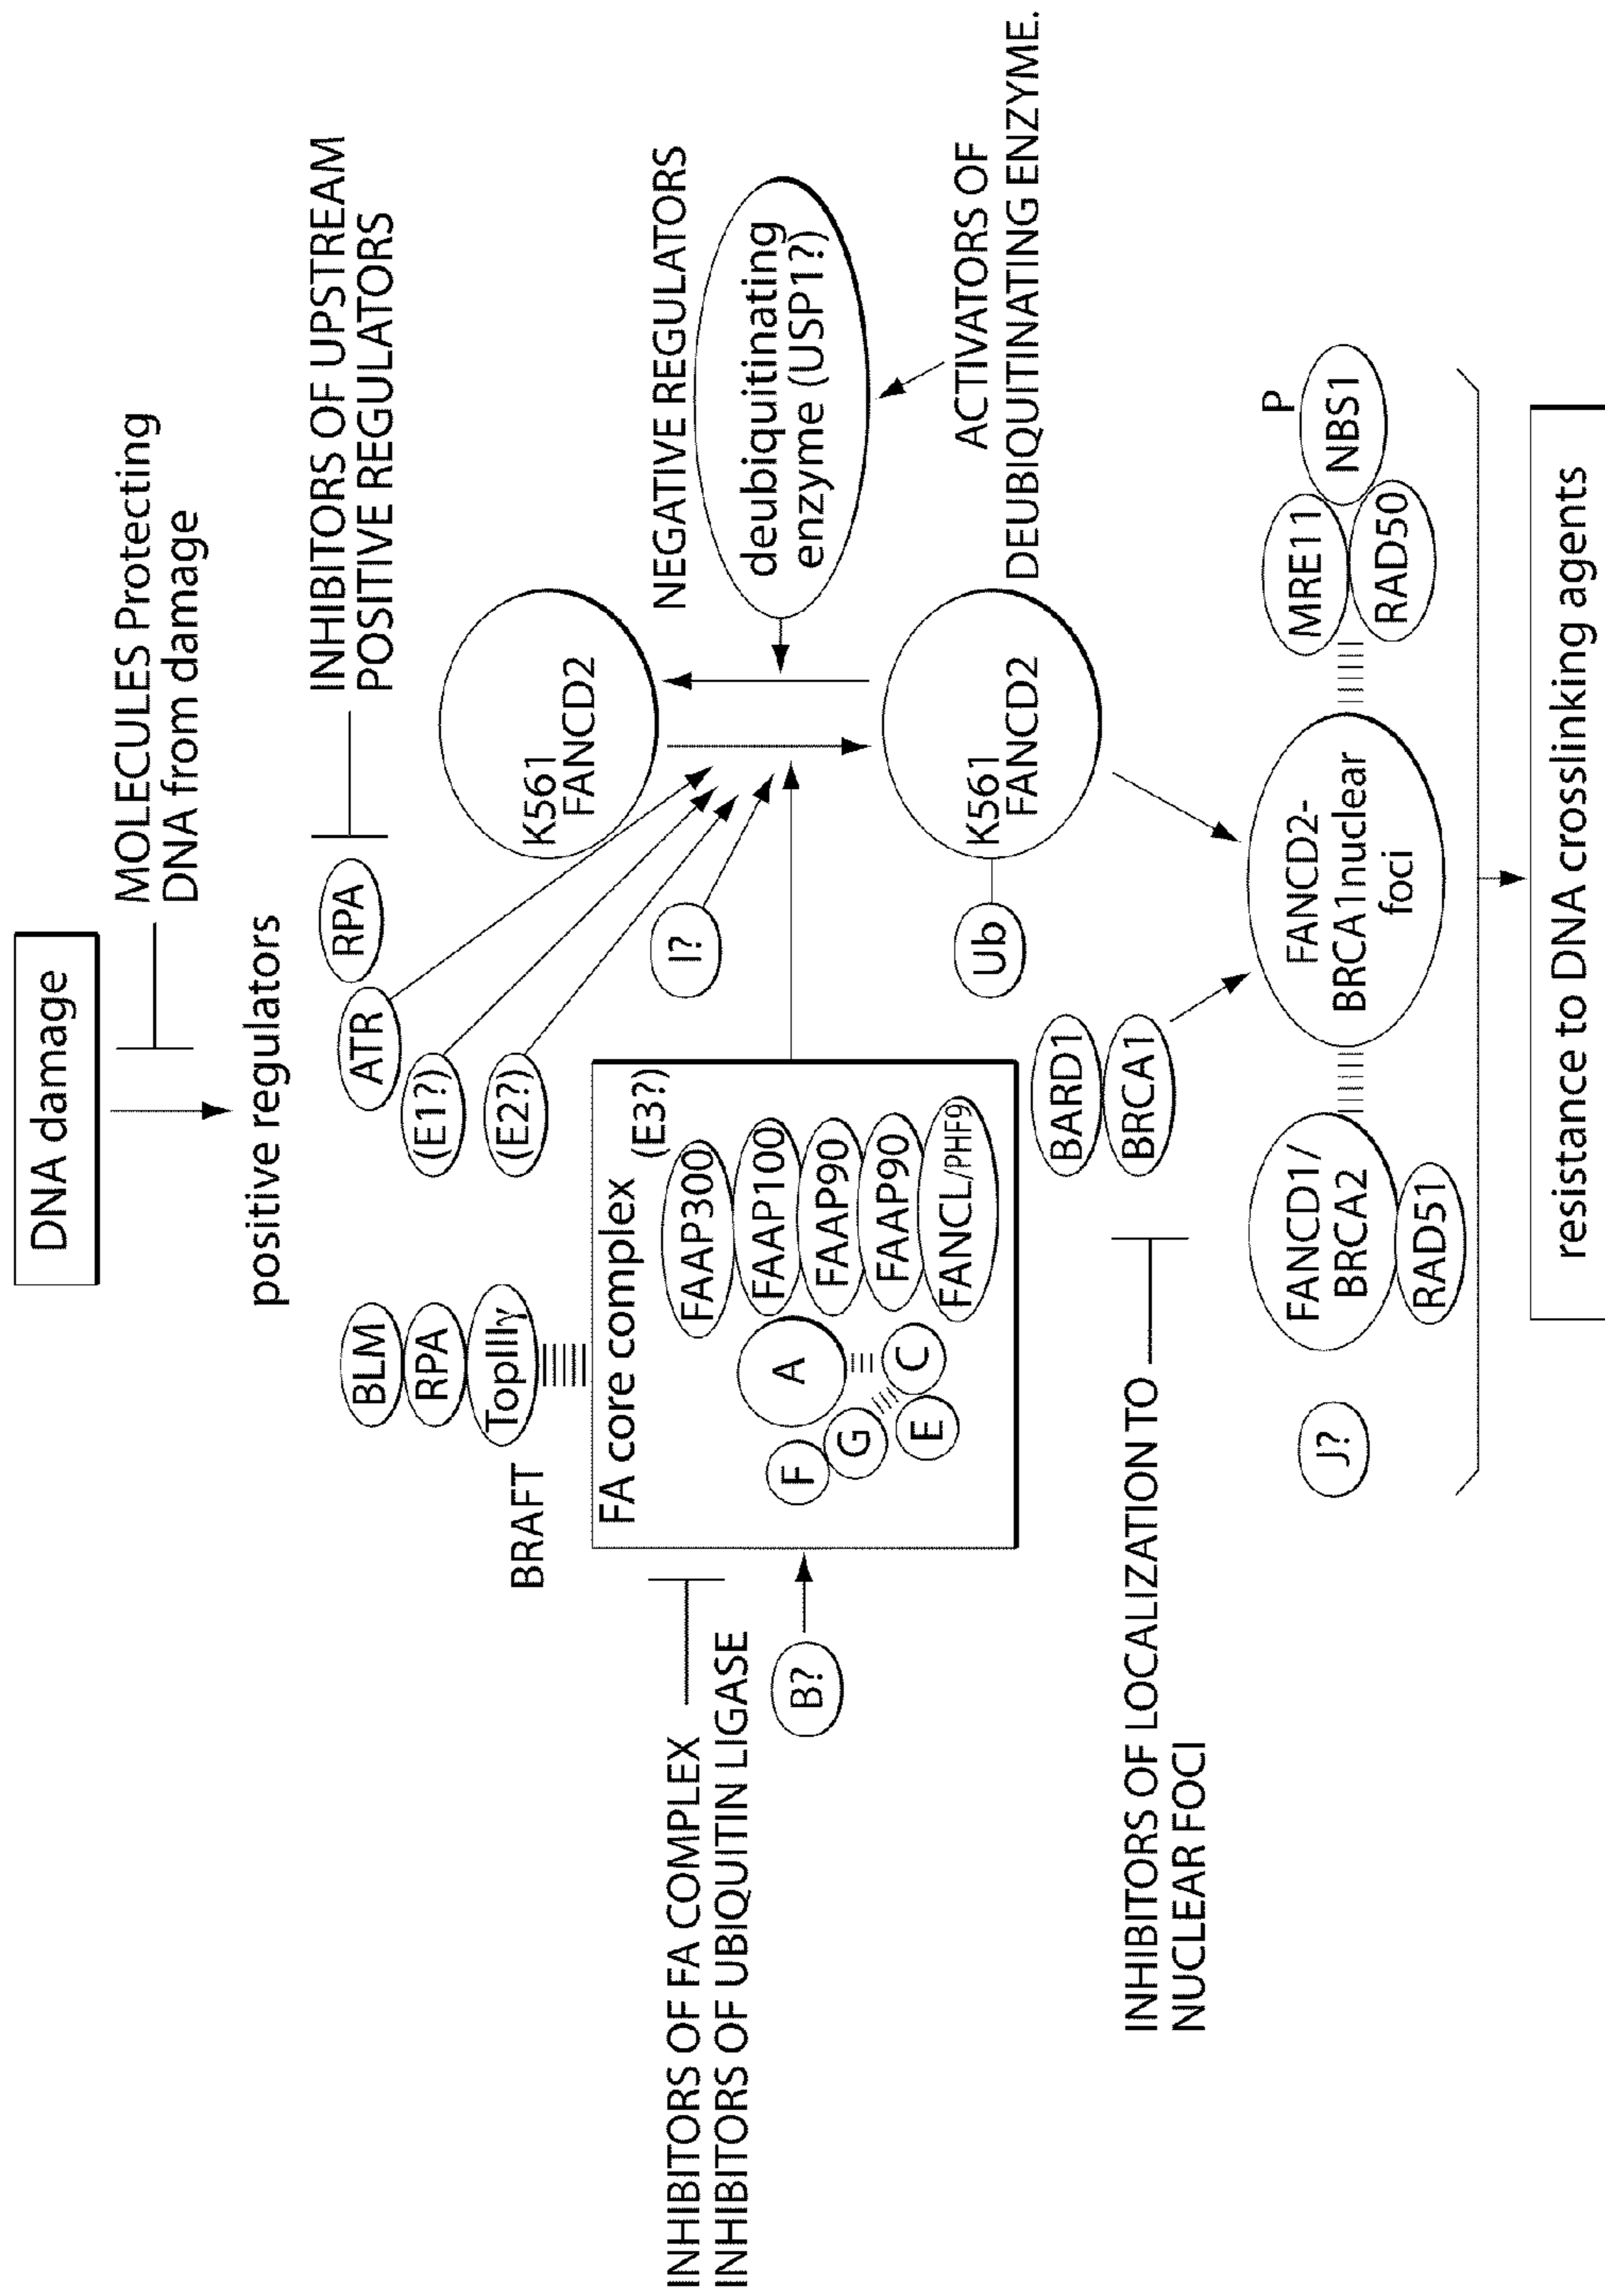 DNA damage
MOLECULES Protecting
DNA from damage
positive regulators
INHIBITORS OF UPSTREAM
POSITIVE REGULATORS
BLM
RPA
TopIIIγ
BRAFT
ATR
RPA
(E1?)
(E2?)
K561
FANCD2
NEGATIVE REGULATORS
deubiquitinating
enzyme (USP1?)
I?
FA core complex
(E3?)
FAAP300
FAAP100
FAAP90
FAAP90
FANCL/PHF9
A
F
G
C
E
INHIBITORS OF FA COMPLEX
INHIBITORS OF UBIQUITIN LIGASE
B?
Ub
K561
FANCD2
ACTIVATORS OF
DEUBIQUITINATING ENZYME.
BARD1
BRCA1
INHIBITORS OF LOCALIZATION TO
NUCLEAR FOCI
J?
FANCD1/
BRCA2
RAD51
FANCD2-
BRCA1nuclear
foci
MRE11
RAD50
NBS1
P
resistance to DNA crosslinking agents